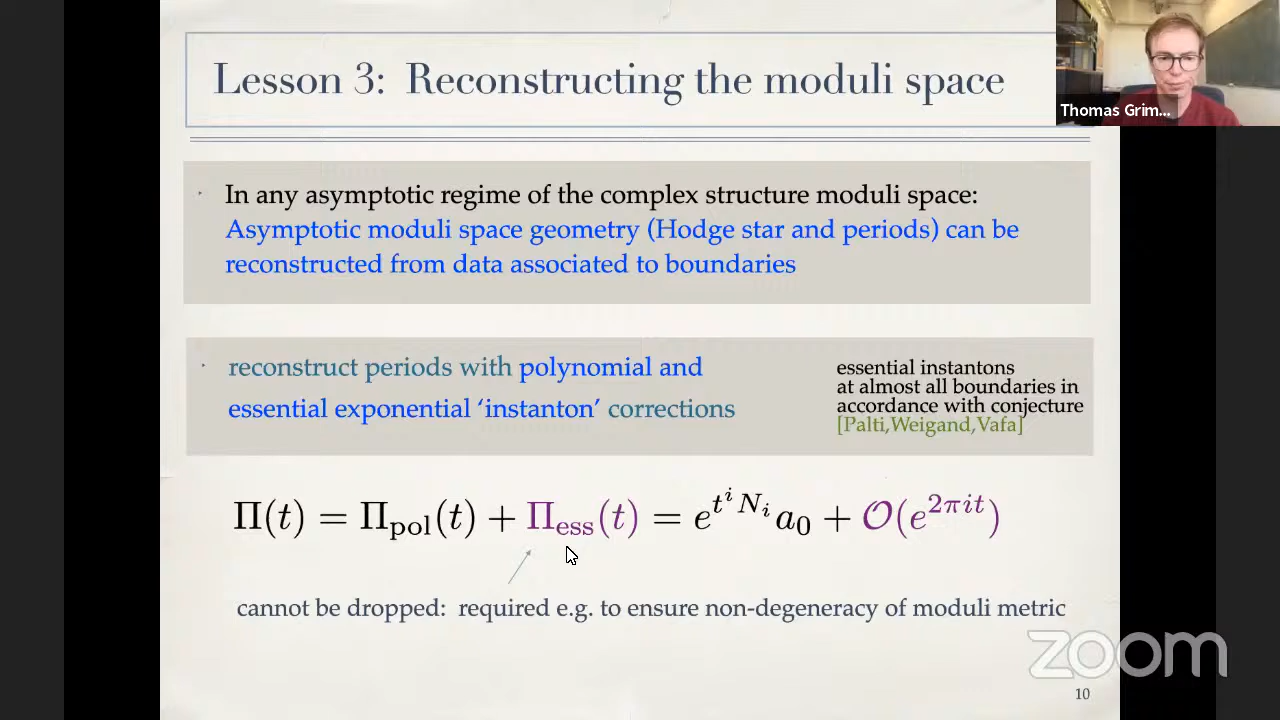 Lesson 3: Reconstructing the moduli space
Thomas Grim...
· In any asymptotic regime of the complex structure moduli space:
Asymptotic moduli space geometry (Hodge star and periods) can be
reconstructed from data associated to boundaries
· reconstruct periods with polynomial and
essential exponential ‘instanton’ corrections
essential instantons
at almost all boundaries in
accordance with conjecture
[Palti,Weigand,Vafa]
Π(t) = Π_pol(t) + Π_ess(t) = e^{t^i N_i} a_0 + 𝒪(e^{2πit})
cannot be dropped: required e.g. to ensure non-degeneracy of moduli metric
zoom
10